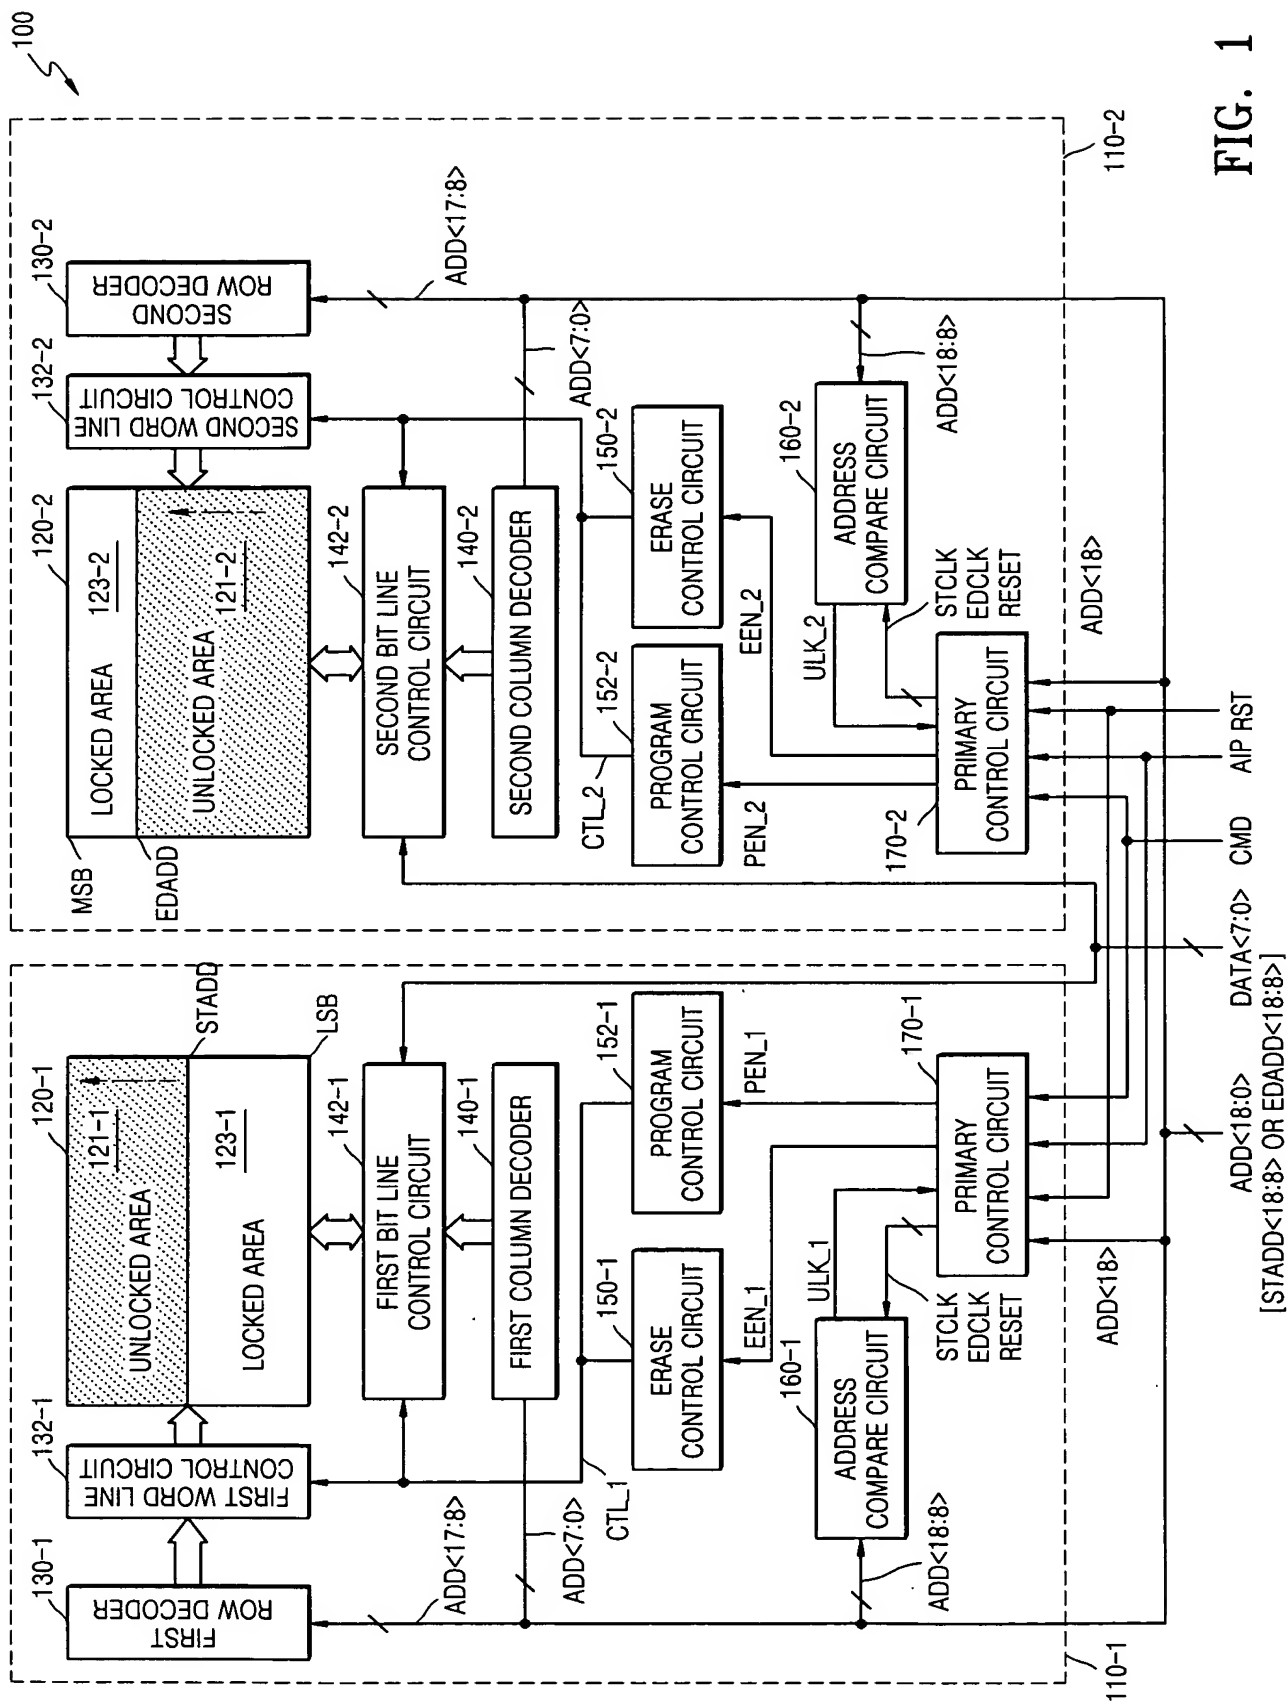 100
110-1
130-1
FIRST
ROW DECODER
132-1
FIRST WORD LINE
CONTROL CIRCUIT
120-1
UNLOCKED AREA
121-1
LOCKED AREA
123-1
STADD
LSB
142-1
FIRST BIT LINE
CONTROL CIRCUIT
140-1
FIRST COLUMN DECODER
ADD<17:8>
ADD<7:0>
CTL_1
150-1
ERASE
CONTROL CIRCUIT
152-1
PROGRAM
CONTROL CIRCUIT
EEN_1
PEN_1
160-1
ADDRESS
COMPARE CIRCUIT
ADD<18:8>
ULK_1
STCLK
EDCLK
RESET
170-1
PRIMARY
CONTROL CIRCUIT
ADD<18>
110-2
MSB
EDADD
120-2
LOCKED AREA
123-2
UNLOCKED AREA
121-2
132-2
SECOND WORD LINE
CONTROL CIRCUIT
130-2
SECOND
ROW DECODER
142-2
SECOND BIT LINE
CONTROL CIRCUIT
140-2
SECOND COLUMN DECODER
ADD<17:8>
ADD<7:0>
CTL_2
152-2
PROGRAM
CONTROL CIRCUIT
150-2
ERASE
CONTROL CIRCUIT
PEN_2
EEN_2
160-2
ADDRESS
COMPARE CIRCUIT
ADD<18:8>
ULK_2
STCLK
EDCLK
RESET
170-2
PRIMARY
CONTROL CIRCUIT
ADD<18>
ADD<18:0>
[STADD<18:8> OR EDADD<18:8>]
DATA<7:0>
CMD
AIP RST
FIG. 1